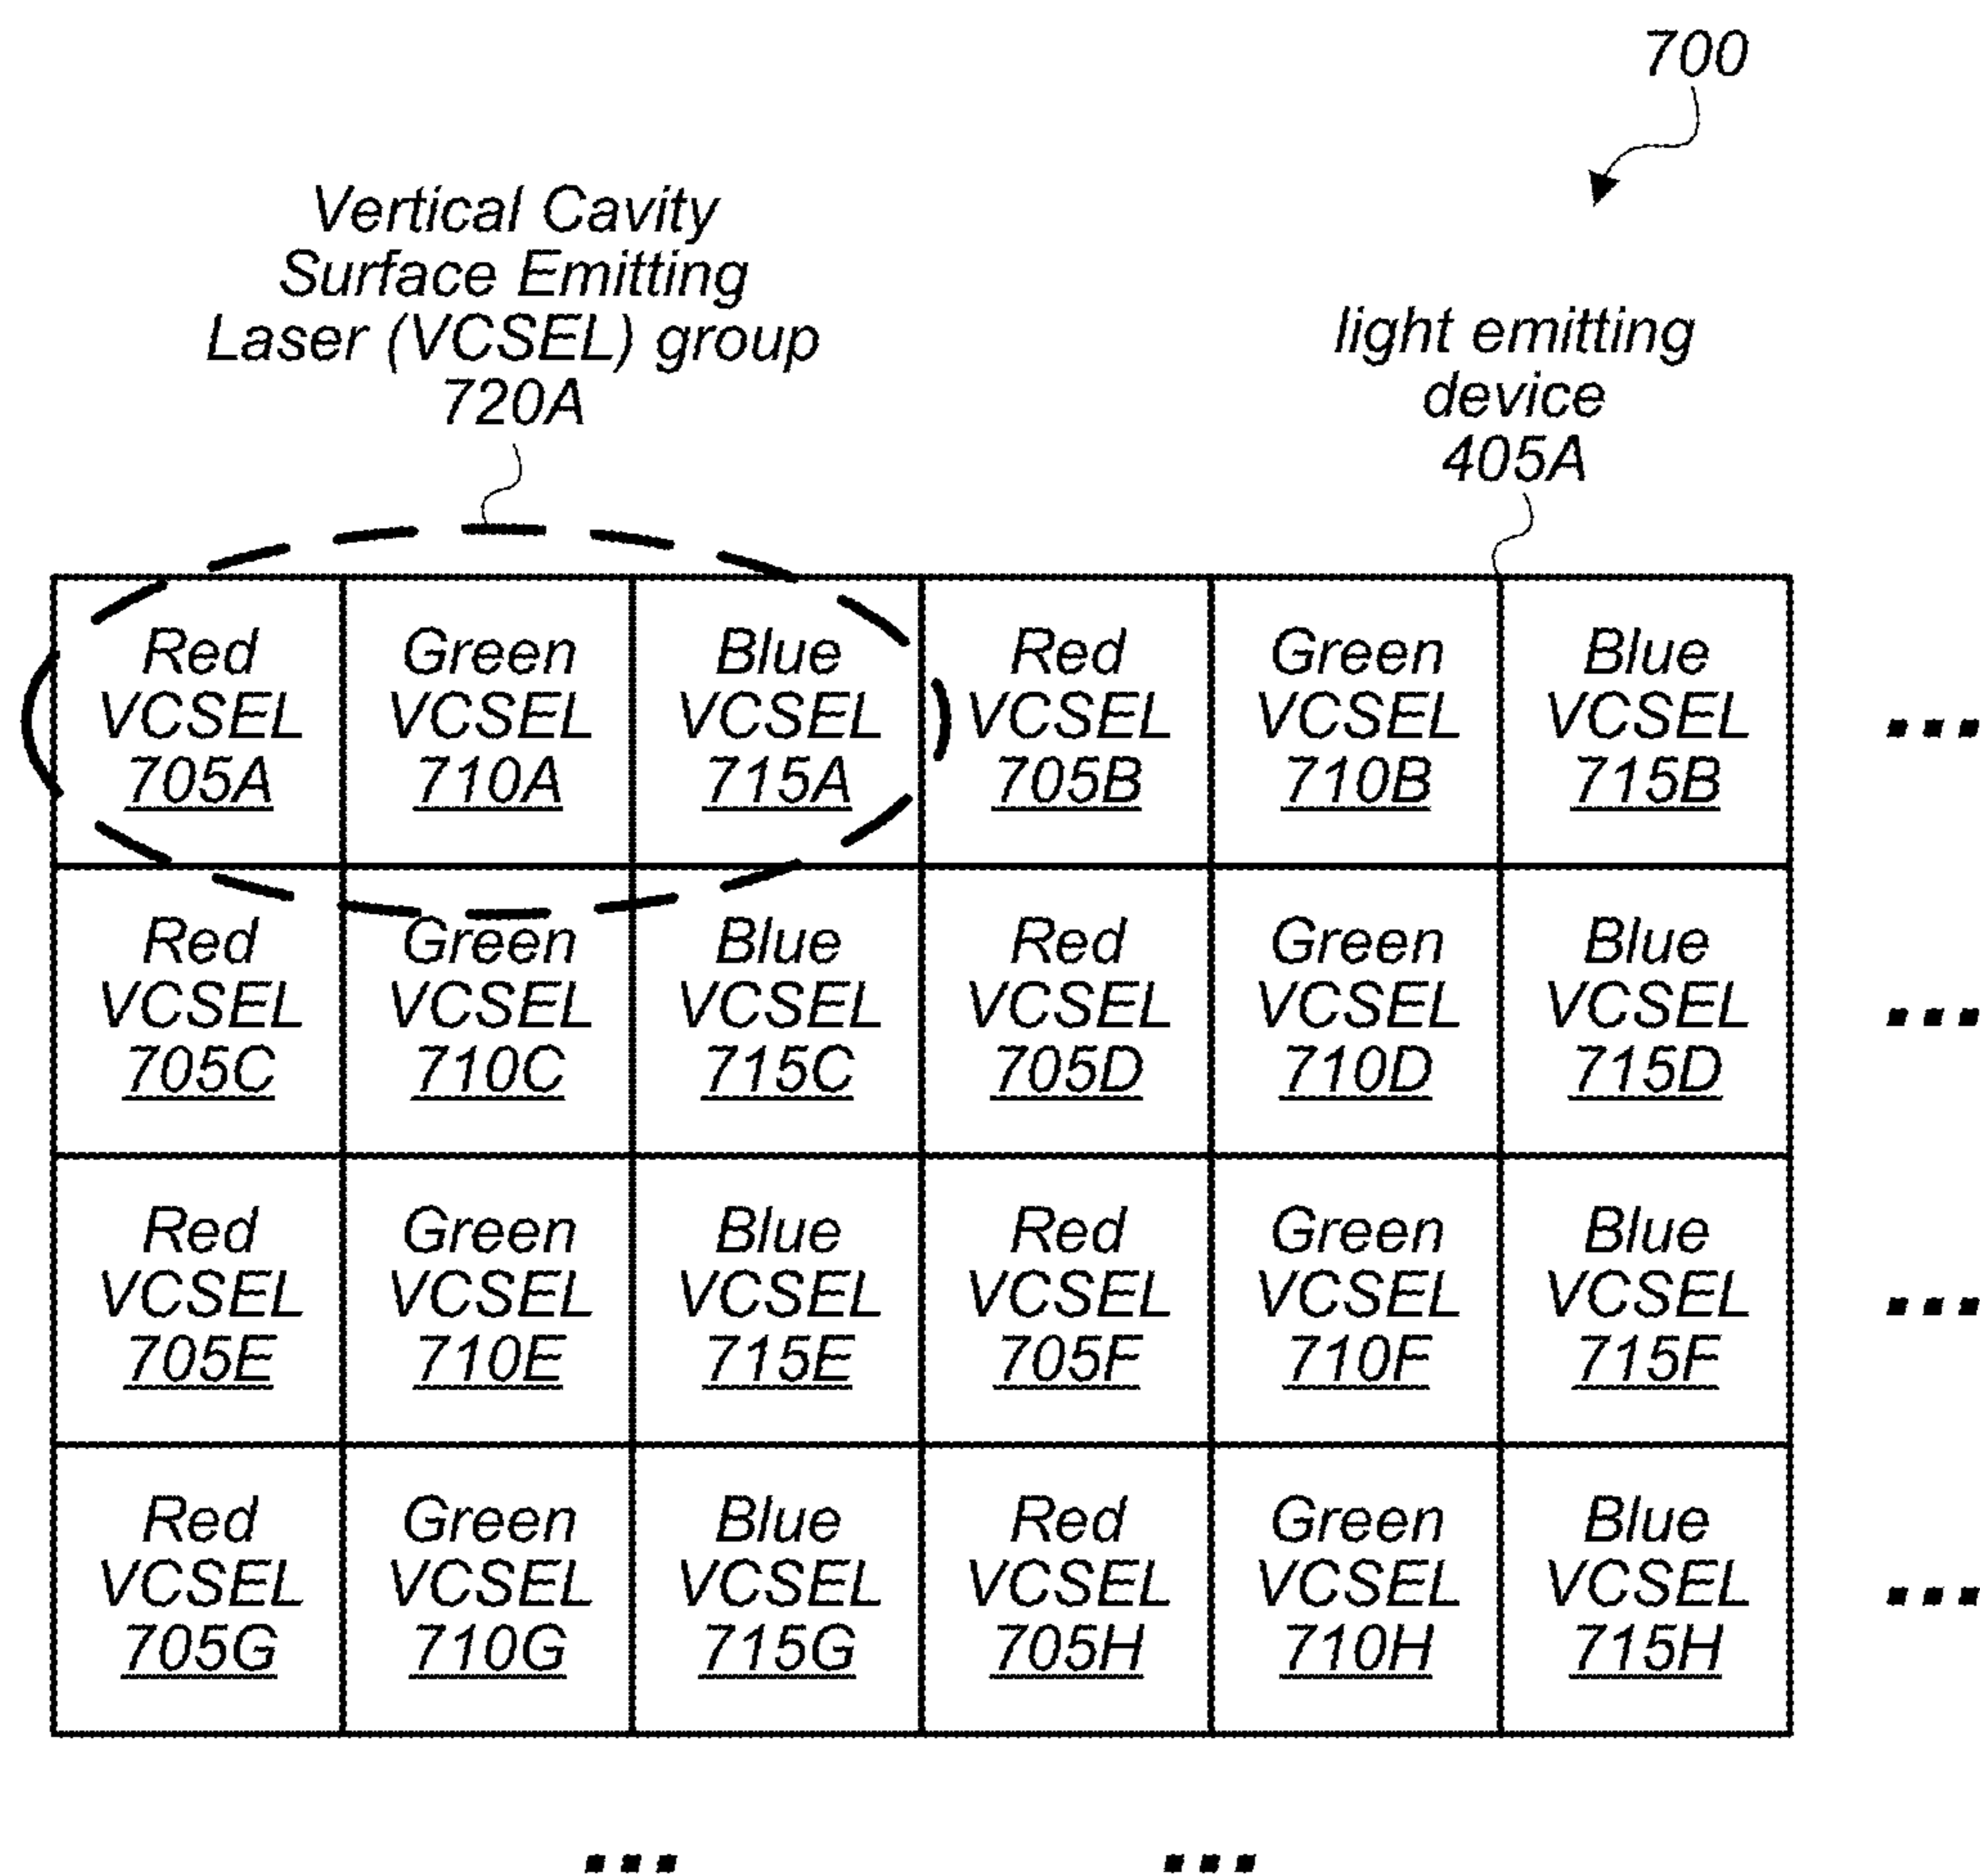 700
Vertical Cavity
Surface Emitting
Laser (VCSEL) group
720A
light emitting
device
405A
Red Green Blue Red Green Blue
VCSEL VCSEL VCSEL VCSEL VCSEL VCSEL ...
705A 710A 715A 705B 710B 715B
Red Green Blue Red Green Blue
VCSEL VCSEL VCSEL VCSEL VCSEL VCSEL ...
705C 710C 715C 705D 710D 715D
Red Green Blue Red Green Blue
VCSEL VCSEL VCSEL VCSEL VCSEL VCSEL ...
705E 710E 715E 705F 710F 715F
Red Green Blue Red Green Blue
VCSEL VCSEL VCSEL VCSEL VCSEL VCSEL ...
705G 710G 715G 705H 710H 715H
... ...